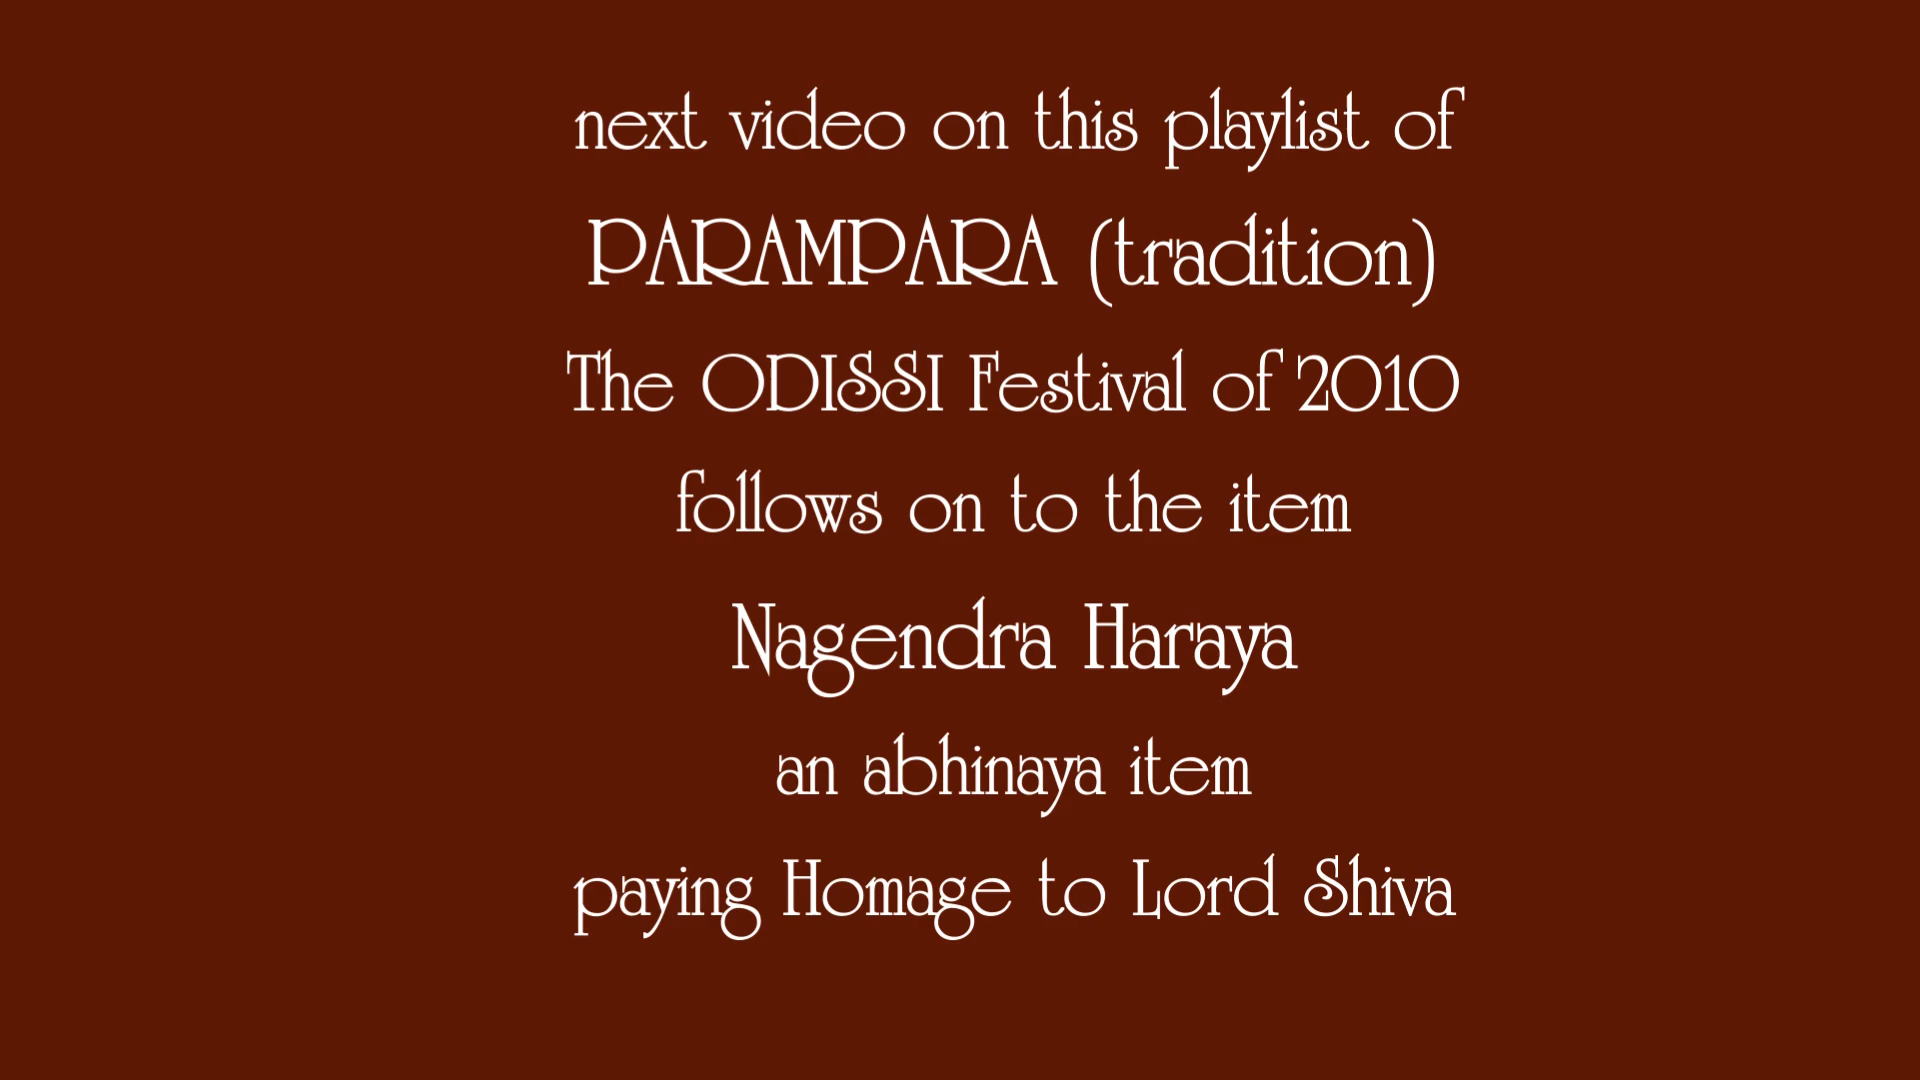 next video on this playlist of
PARAMPARA (tradition)
The ODISSI Festival of 2010
follows on to the item
Nagendra Haraya
an abhinaya item
paying Homage to Lord Shiva